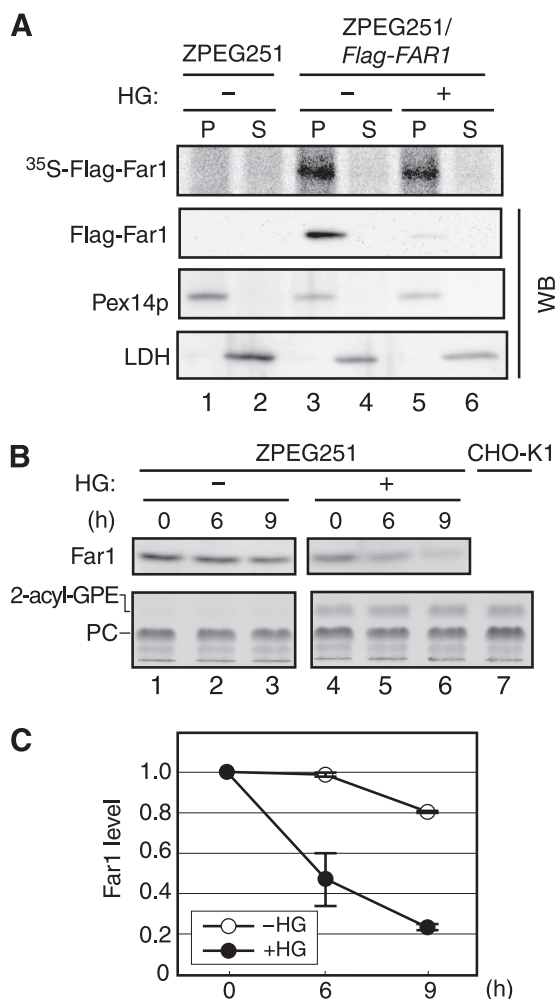 A
ZPEG251 ZPEG251/
Flag-FAR1
HG: – – +
P S P S P S
35S-Flag-Far1
Flag-Far1
Pex14p
LDH
WB
1 2 3 4 5 6
B
ZPEG251 CHO-K1
HG: – +
(h) 0 6 9 0 6 9
Far1
2-acyl-GPE
PC
1 2 3 4 5 6 7
C
Far1 level
1.0
0.8
0.6
0.4
0.2
0
–HG
+HG
0 6 9 (h)